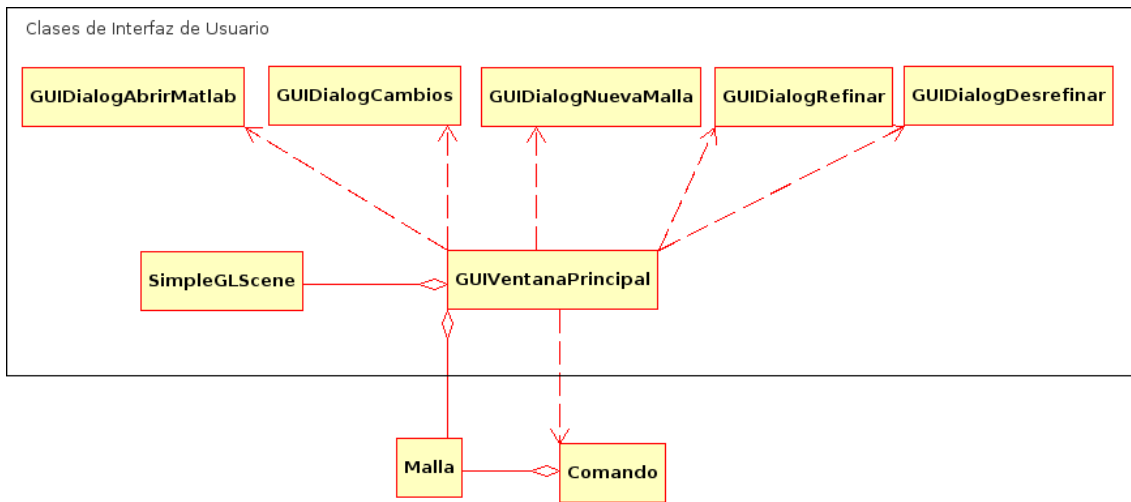 Clases de Interfaz de Usuario
GUIDialogAbrirMatlab
GUIDialogCambios
GUIDialogNuevaMalla
GUIDialogRefinar
GUIDialogDesrefinar
SimpleGLScene
GUIVentanaPrincipal
Malla
Comando